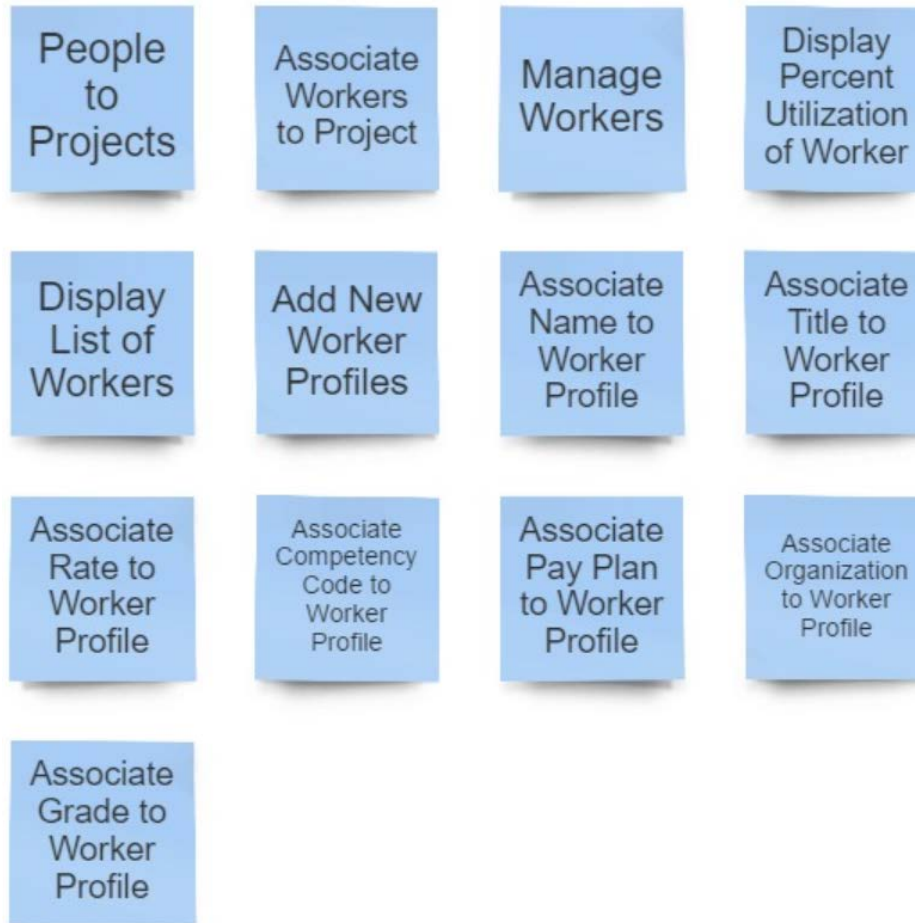 People
to
Projects
Associate
Workers
to Project
Manage
Workers
Display
Percent
Utilization
of Worker
Display
List of
Workers
Add New
Worker
Profiles
Associate
Name to
Worker
Profile
Associate
Title to
Worker
Profile
Associate
Rate to
Worker
Profile
Associate
Competency
Code to
Worker
Profile
Associate
Pay Plan
to Worker
Profile
Associate
Organization
to Worker
Profile
Associate
Grade to
Worker
Profile